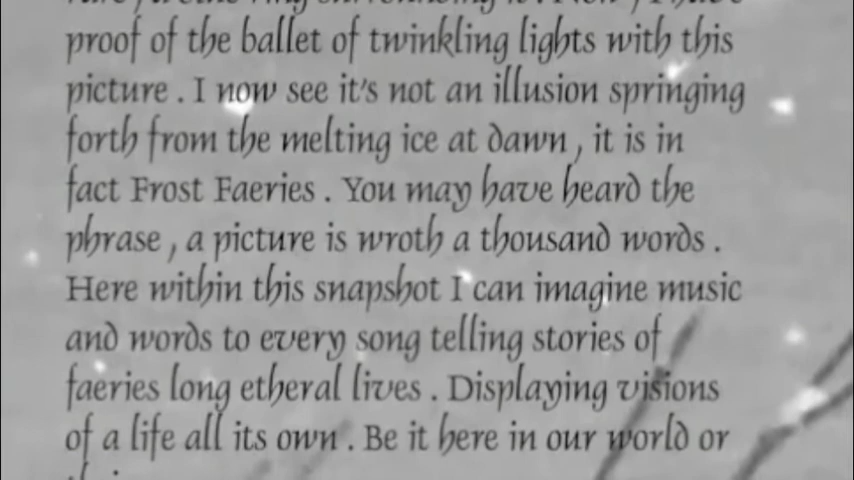 proof of the ballet of twinkling lights with this
picture . I now see it's not an illusion springing
forth from the melting ice at dawn , it is in
fact Frost Faeries . You may have heard the
phrase , a picture is wroth a thousand words .
Here within this snapshot I can imagine music
and words to every song telling stories of
faeries long etheral lives . Displaying visions
of a life all its own . Be it here in our world or